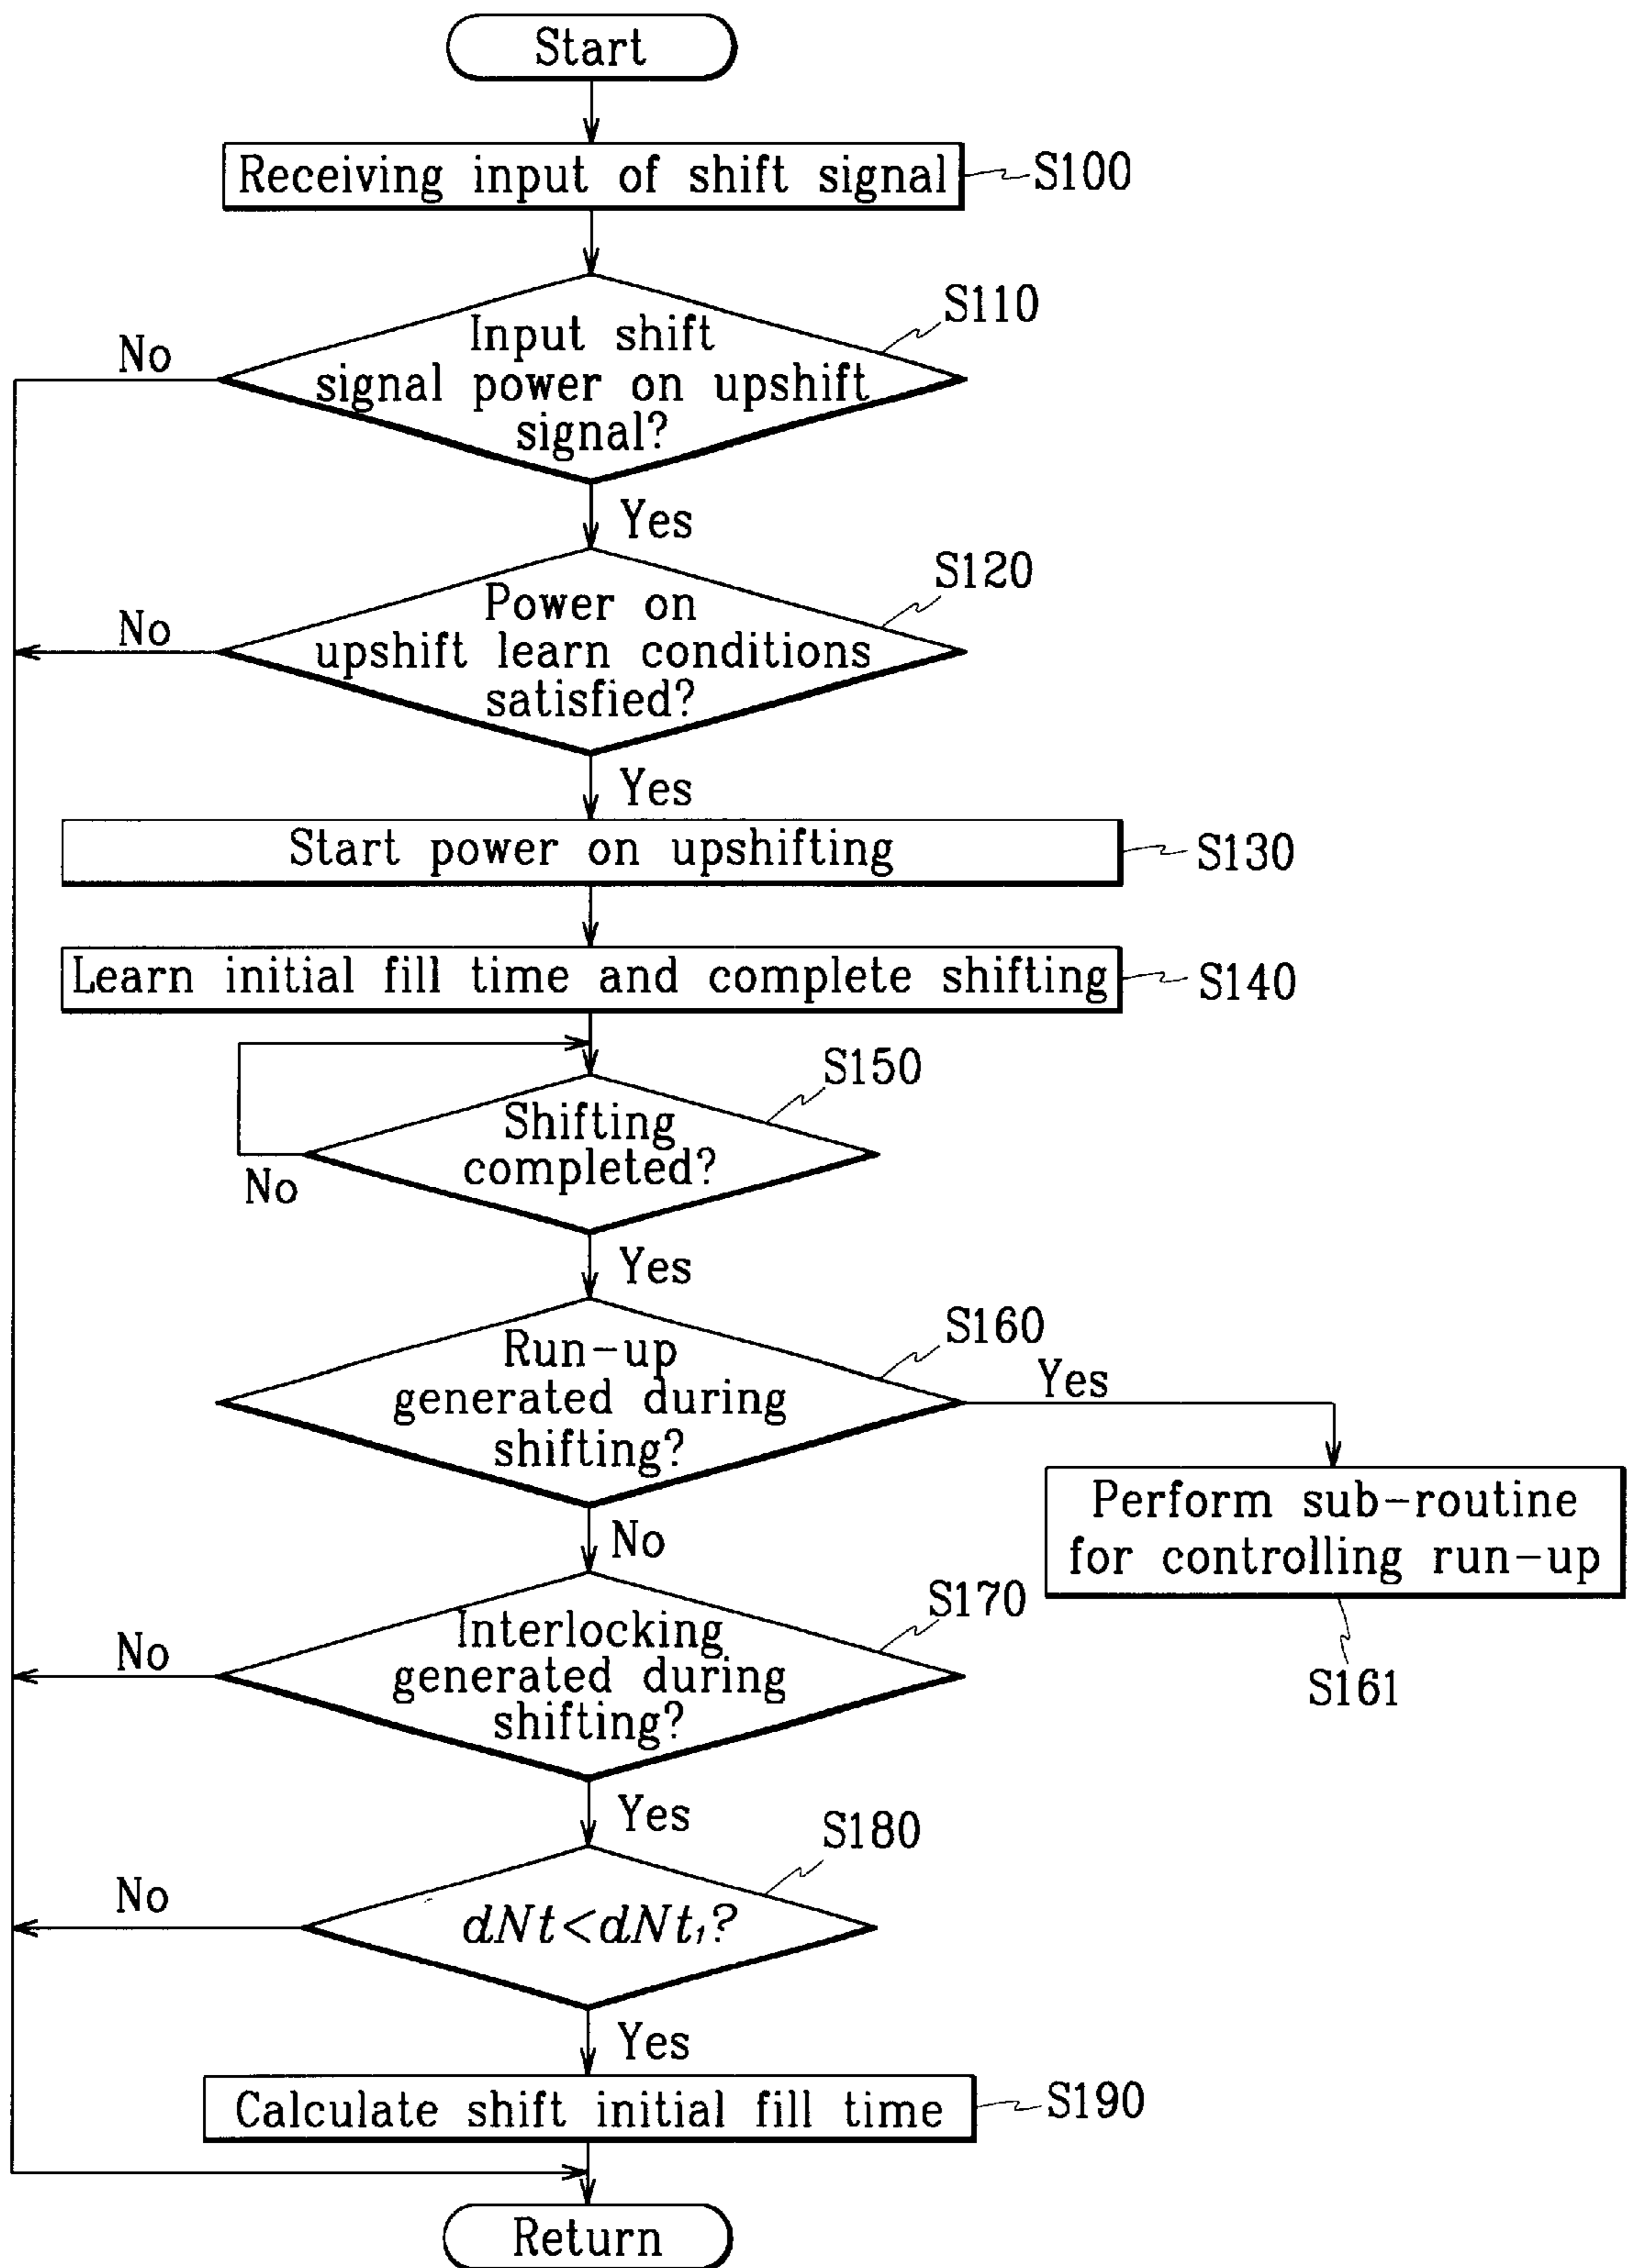 Start
Receiving input of shift signal
S100
S110
Input shift
signal power on upshift
signal?
No
Yes
S120
Power on
upshift learn conditions
satisfied?
No
Yes
Start power on upshifting
S130
Learn initial fill time and complete shifting
S140
S150
Shifting
completed?
No
Yes
S160
Run-up
generated during
shifting?
Yes
No
Perform sub-routine
for controlling run-up
S161
S170
Interlocking
generated during
shifting?
No
Yes
S180
dNt<dNt₁?
No
Yes
Calculate shift initial fill time
S190
Return